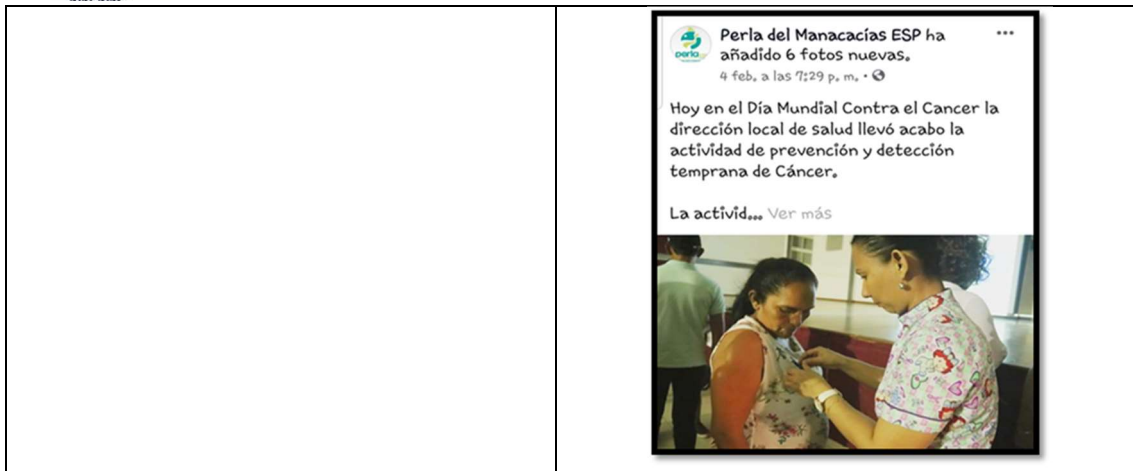 Perla del Manacacías ESP ha
añadido 6 fotos nuevas.
4 feb. a las 7:29 p. m. •
Hoy en el Día Mundial Contra el Cancer la
dirección local de salud llevó acabo la
actividad de prevención y detección
temprana de Cáncer.
La activid... Ver más
perla